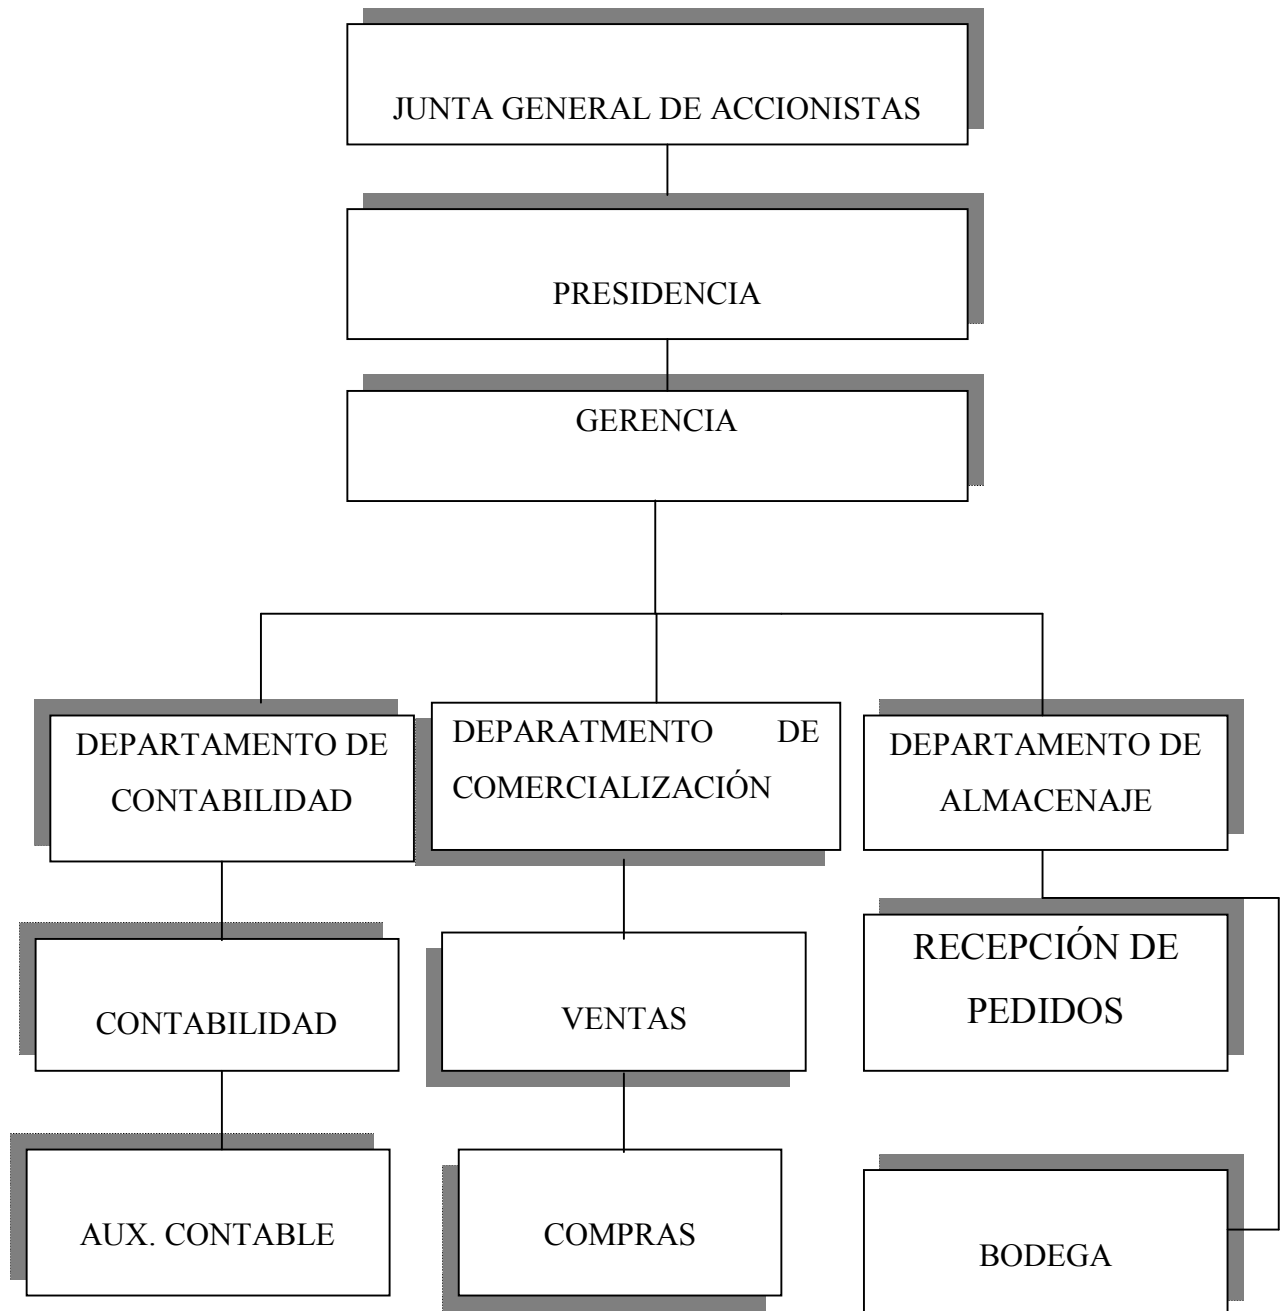 JUNTA GENERAL DE ACCIONISTAS
PRESIDENCIA
GERENCIA
DEPARTAMENTO DE
CONTABILIDAD
DEPARATMENTO DE
COMERCIALIZACIÓN
DEPARTAMENTO DE
ALMACENAJE
CONTABILIDAD
VENTAS
RECEPCIÓN DE
PEDIDOS
AUX. CONTABLE
COMPRAS
BODEGA